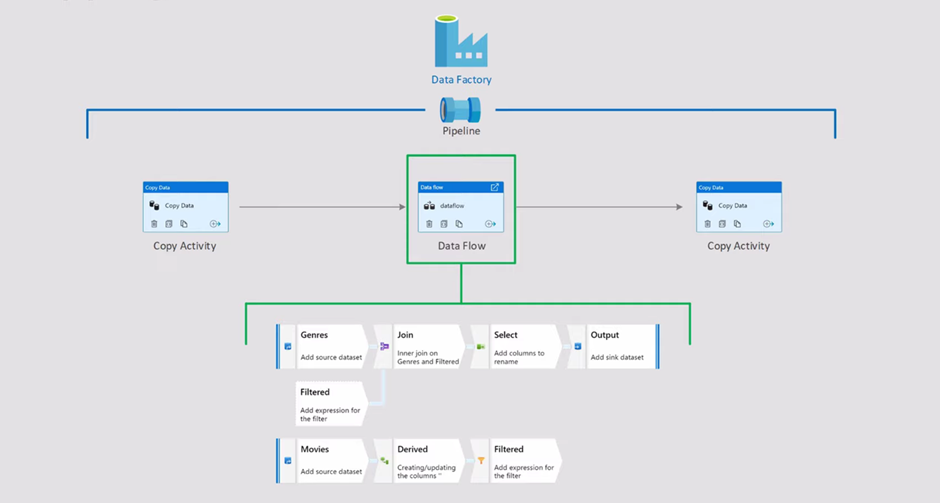 Data Factory
Pipeline
Copy Data
Copy Data
Copy Activity
Data flow
dataflow
Data Flow
Copy Data
Copy Data
Copy Activity
Genres
Add source dataset
Join
Inner join on
Genres and Filtered
Select
Add columns to
rename
Output
Add sink dataset
Filtered
Add expression for
the filter
Movies
Add source dataset
Derived
Creating/updating
the columns ‘’
Filtered
Add expression for
the filter